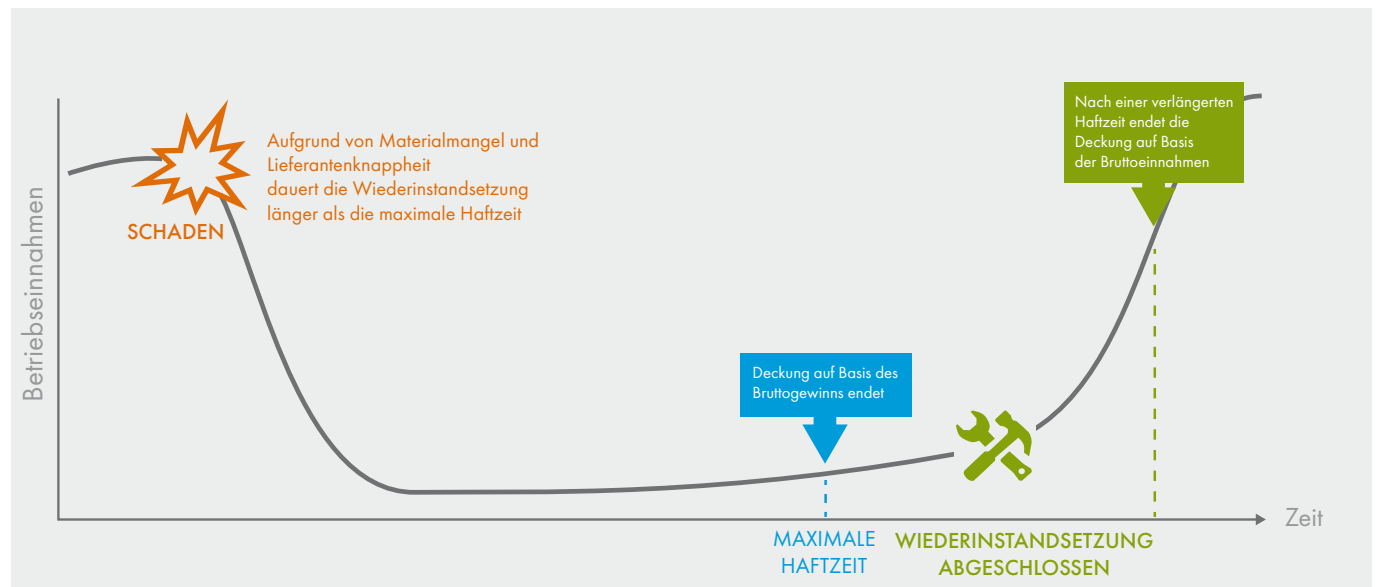 Betriebseinnahmen
SCHADEN
Aufgrund von Materialmangel und
Lieferantenknappheit
dauert die Wiederinstandsetzung
länger als die maximale Haftzeit
Deckung auf Basis des
Bruttogewinns endet
Nach einer verlängerten
Haftzeit endet die
Deckung auf Basis
der Bruttoeinnahmen
MAXIMALE
HAFTZEIT
WIEDERINSTANDSETZUNG
ABGESCHLOSSEN
Zeit